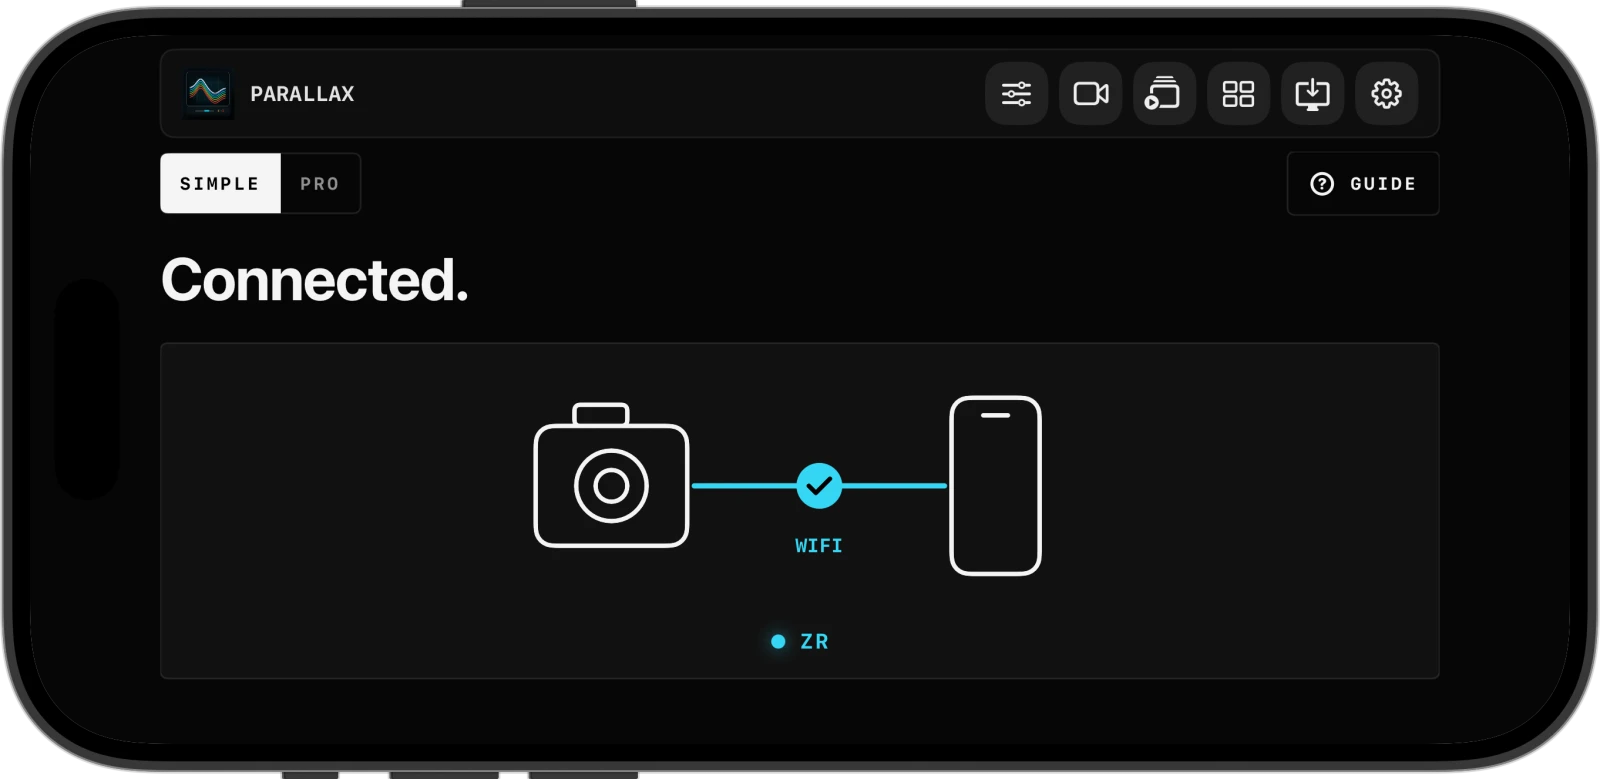 PARALLAX
SIMPLE PRO
GUIDE
Connected.
WIFI
ZR